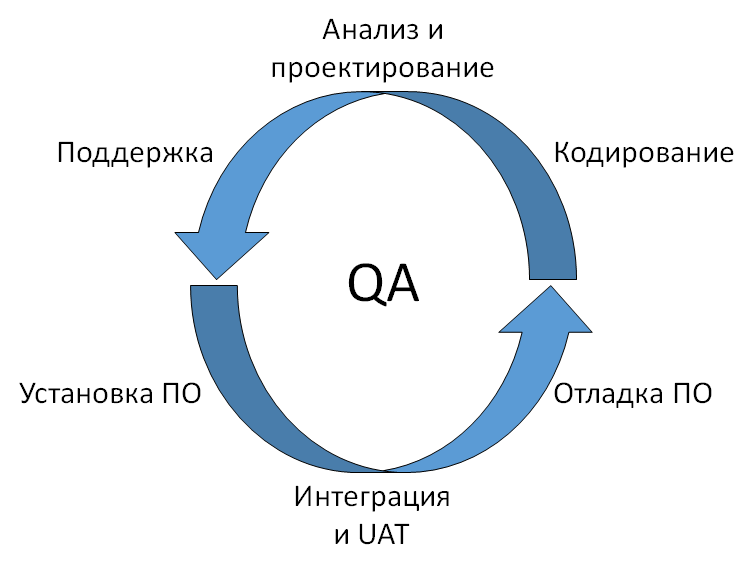 Анализ и
проектирование
Поддержка
Кодирование
QA
Установка ПО
Отладка ПО
Интеграция
и UAT